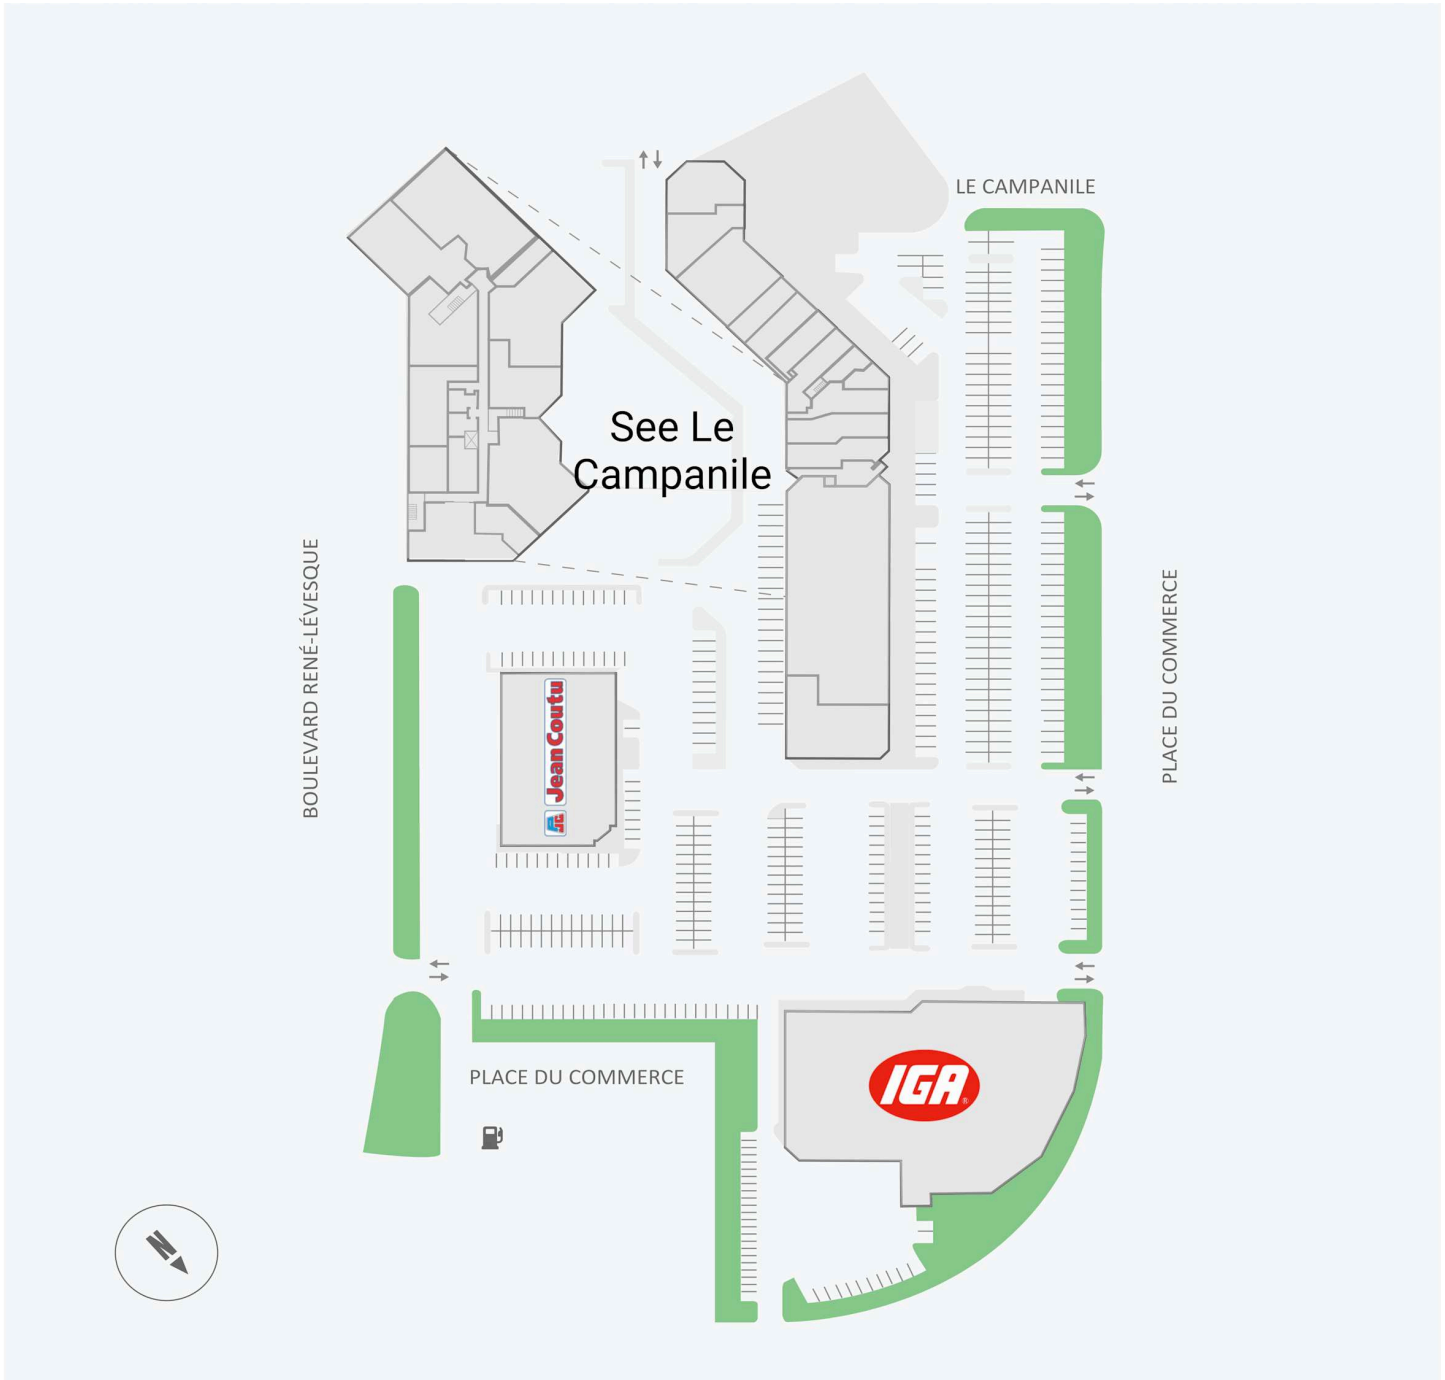 LE CAMPANILE
See Le
Campanile
BOULEVARD RENÉ-LÉVESQUE
PLACE DU COMMERCE
Jean Coutu
IGA
PLACE DU COMMERCE
N